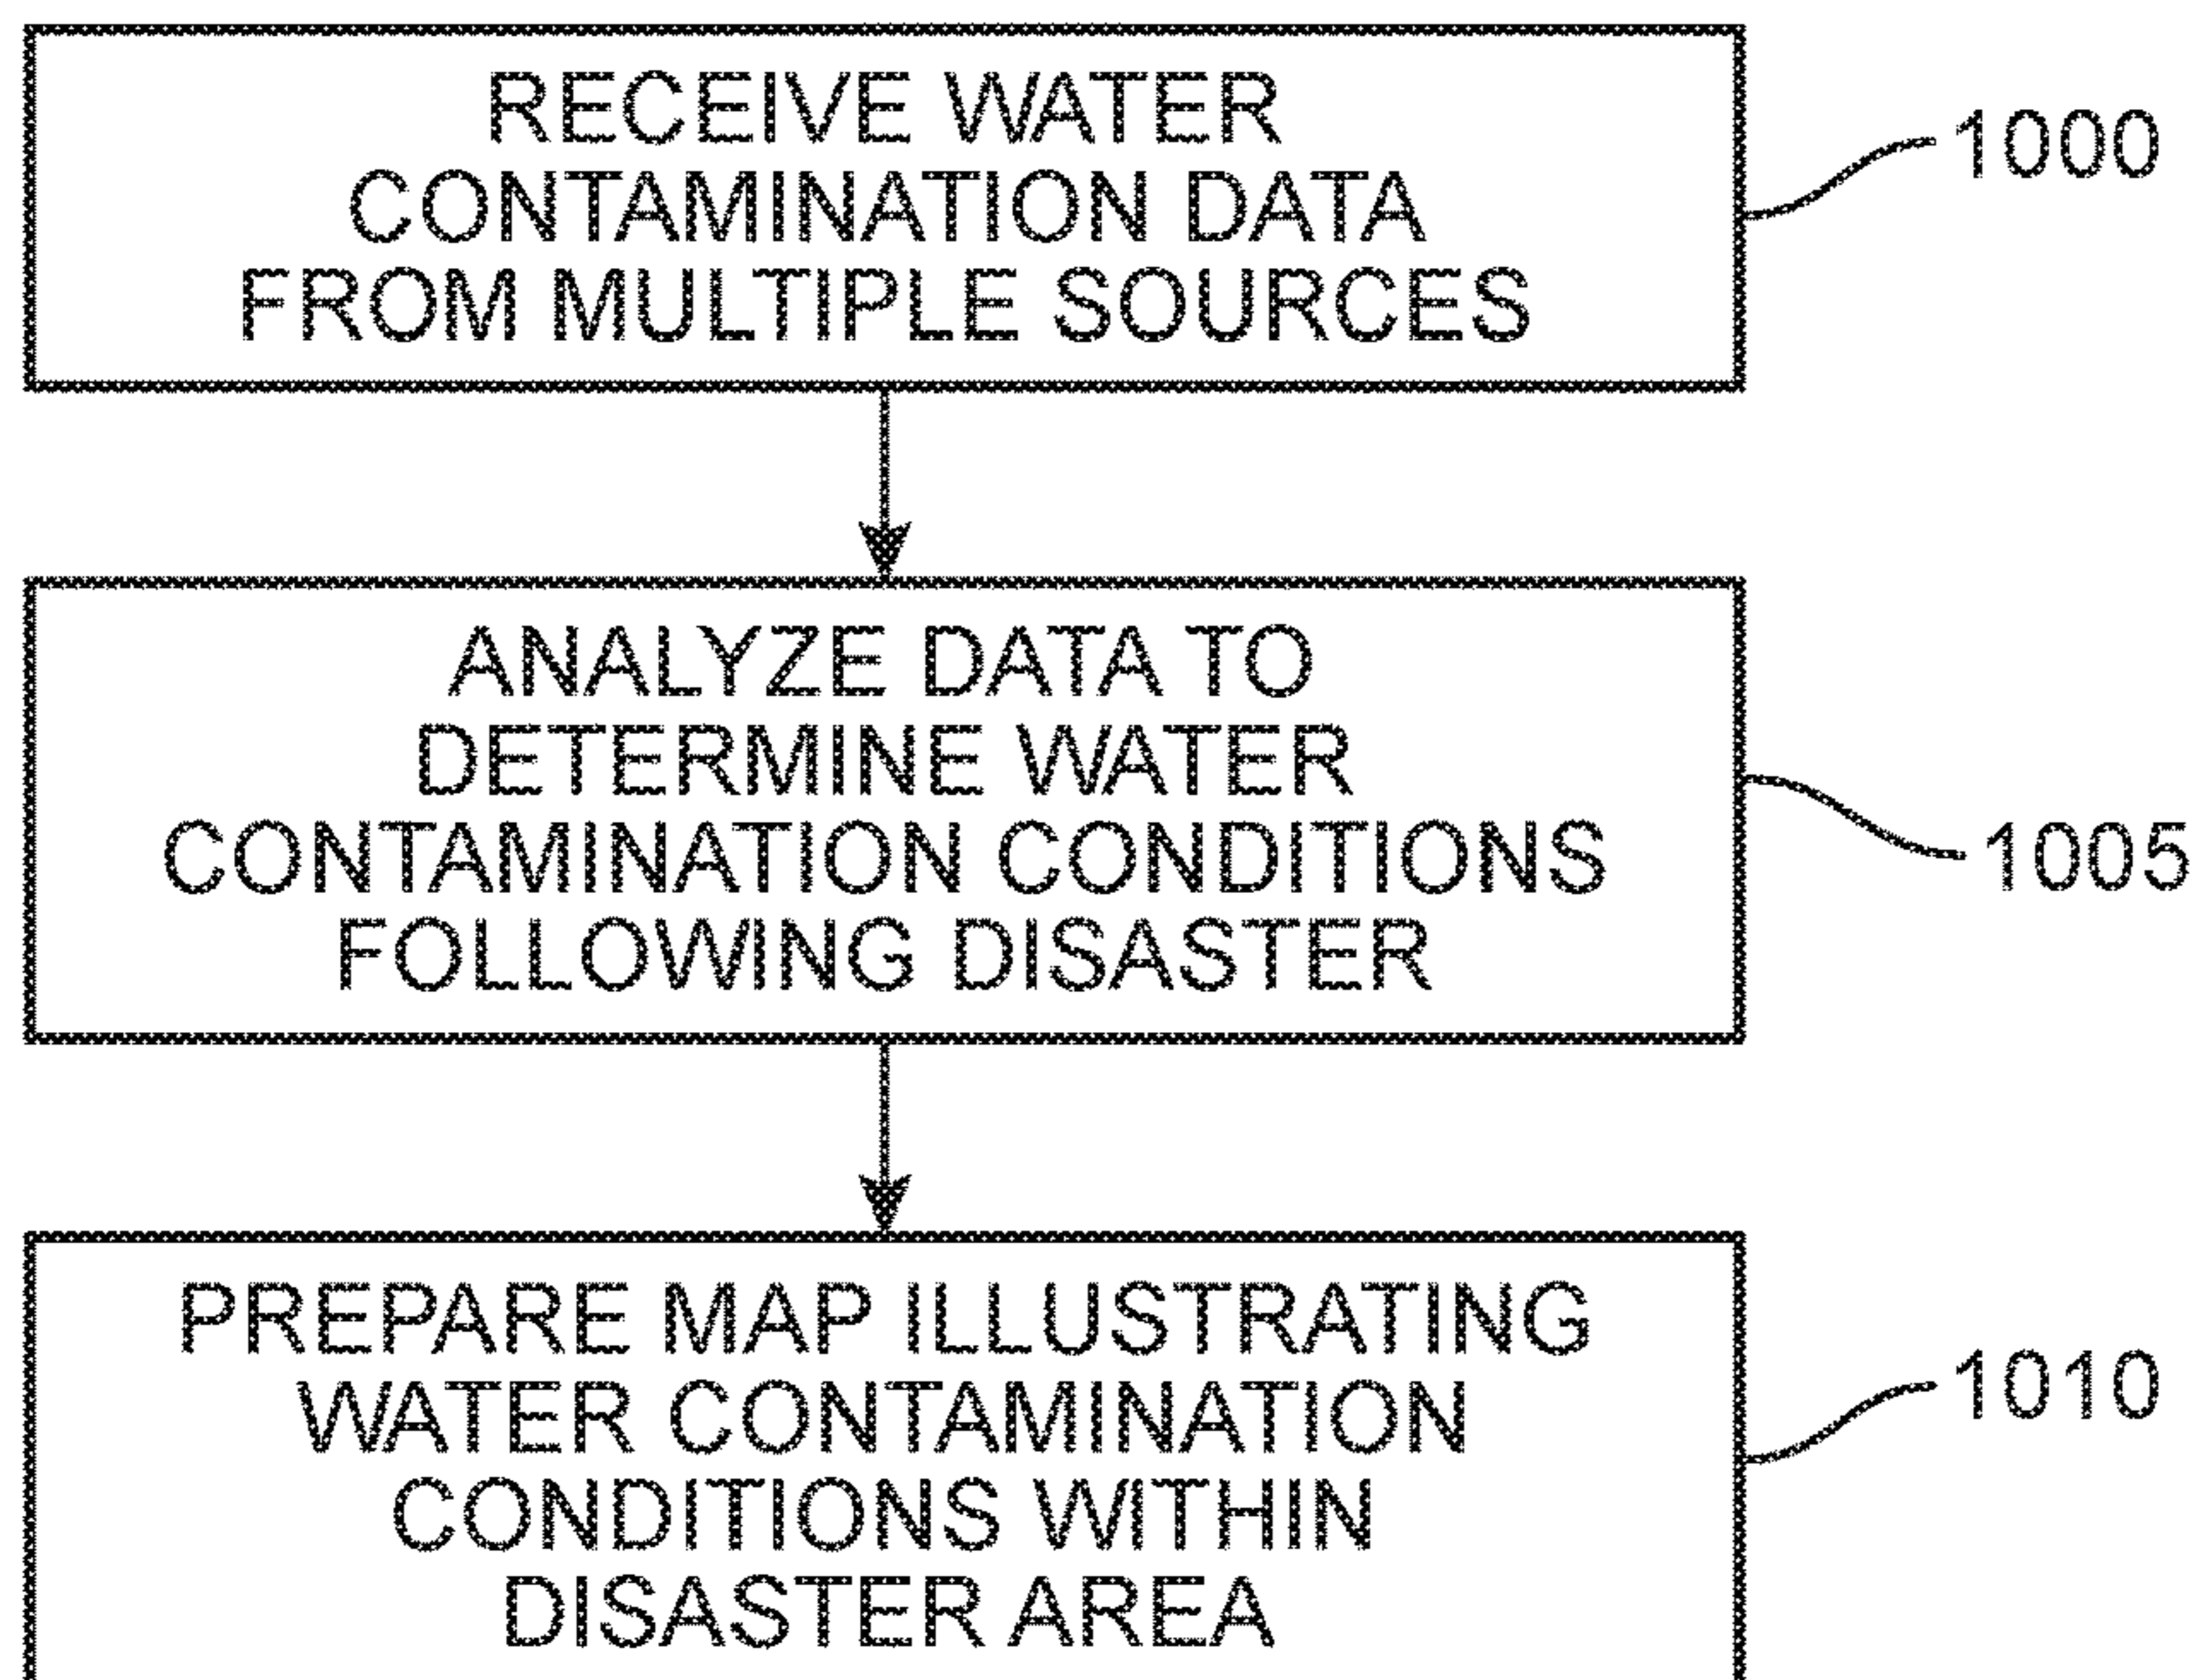 RECEIVE WATER
CONTAMINATION DATA
FROM MULTIPLE SOURCES
1000
ANALYZE DATA TO
DETERMINE WATER
CONTAMINATION CONDITIONS
FOLLOWING DISASTER
1005
PREPARE MAP ILLUSTRATING
WATER CONTAMINATION
CONDITIONS WITHIN
DISASTER AREA
1010